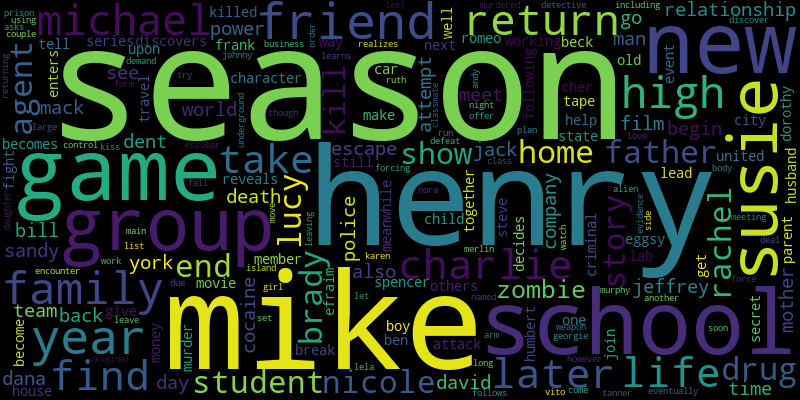 prison michael killed friend return including relationship leaf murdered detective
asks couple using tell power go discover
series discovers upon frank way next romeo working beck man
demand business johnny well new
agent enters season kill attempt following old event
see character realizes order learns meet car cher high
mack travel world try ruth andy night tape film begin
returning form make offer help city dorothy
becomes dent control kiss though escape classmate state united
large game take escobar still show run defeat jack home father husband
fight reveals underground meanwhile plan love susie
death fall class lead body
bill main lucy henry nora together steve company story rachel alien parent
daughter group move police leaving child forcing decides evidence side meeting
sandy list member karen merlin watch eggsy get deal
york end brady charlie criminal lab mother
encounter work due movie island also spencer others zombie jeffrey force
family girl efraim named murphy another secret
team back give cocaine set let mike boy attack arm weapon one school soon
become year leave money murder break ben long humbert georgie join however
dana find original day student lela nicole david later life drug
house follows vito come tanner eventually time